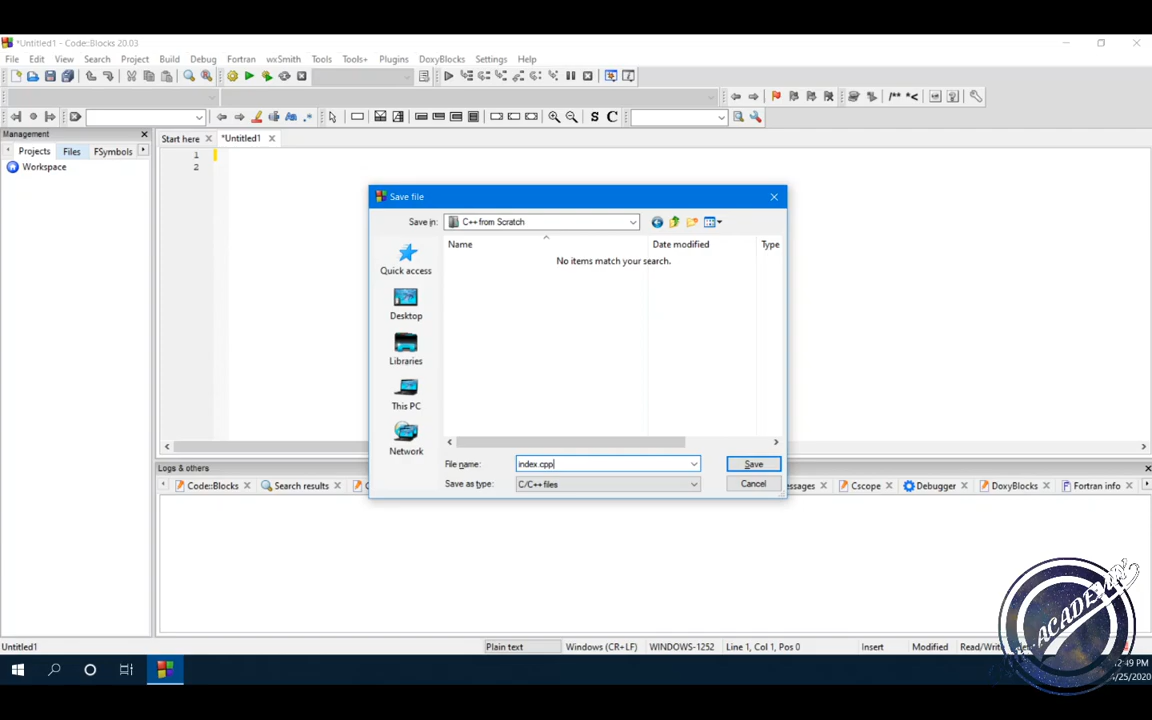 *Untitled1 - Code::Blocks 20.03
File Edit View Search Project Build Debug Fortran wxSmith Tools Tools+ Plugins DoxyBlocks Settings Help
/** *<
S C
Management
Projects Files FSymbols
Workspace
Start here *Untitled1
1
2
Save file
Save in: C++ from Scratch
Name Date modified Type
No items match your search.
Quick access
Desktop
Libraries
This PC
Network
File name: index.cpp
Save
Save as type: C/C++ files
Cancel
Logs & others
Code::Blocks Search results Cscope Debugger DoxyBlocks Fortran info
Untitled1 Plain text Windows (CR+LF) WINDOWS-1252 Line 1, Col 1, Pos 0 Insert Modified
ACADEMY